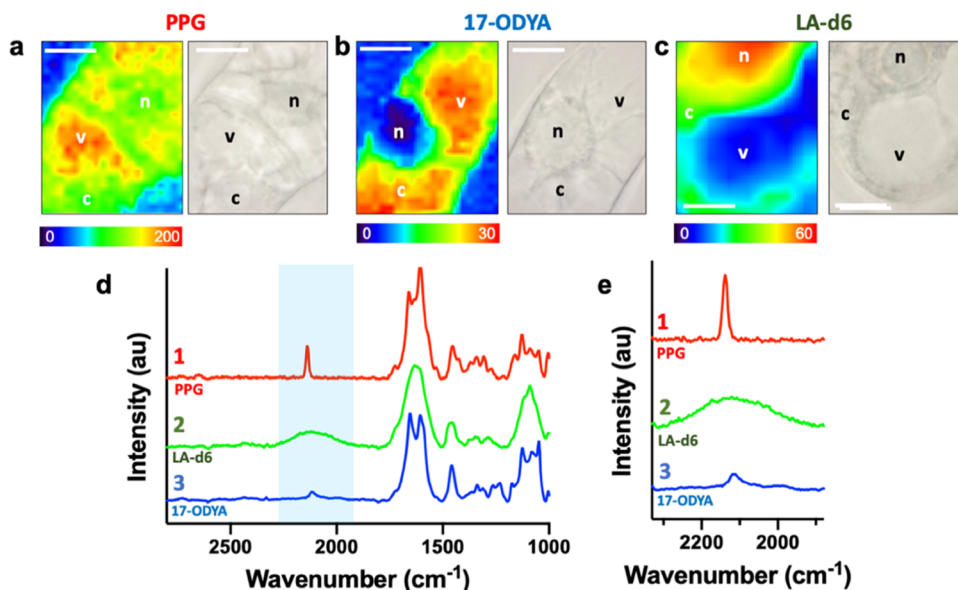 PPG 17-ODYA LA-d6
a b c
n n v n n
v v n v c
c c c c v v
0 200 0 30 0 60
d e
1
PPG
2
LA-d6
3
17-ODYA
Intensity (au)
2500 2000 1500 1000
Wavenumber (cm-1)
1
PPG
2
LA-d6
3
17-ODYA
Intensity (au)
2200 2000
Wavenumber (cm-1)